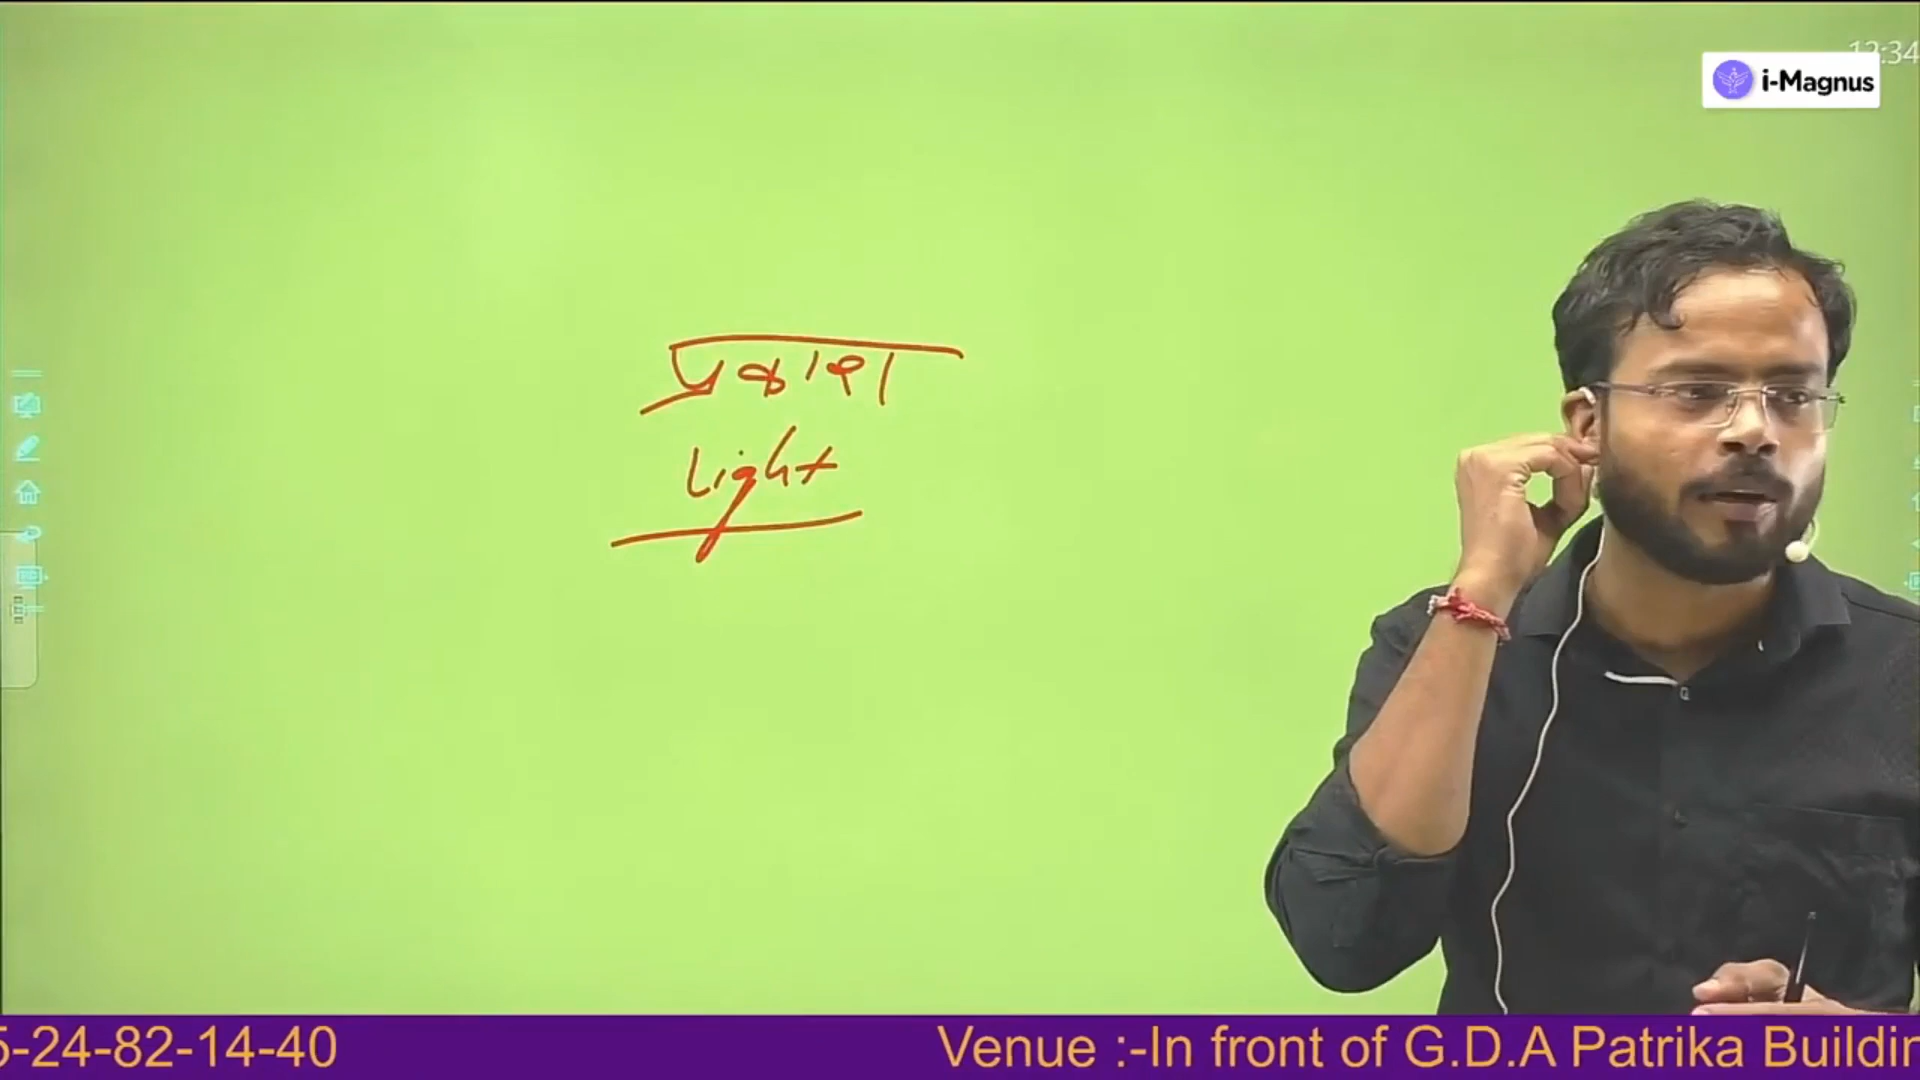 12:34
i-Magnus
प्रकाश
Light
5-24-82-14-40
Venue :-In front of G.D.A Patrika Buildin